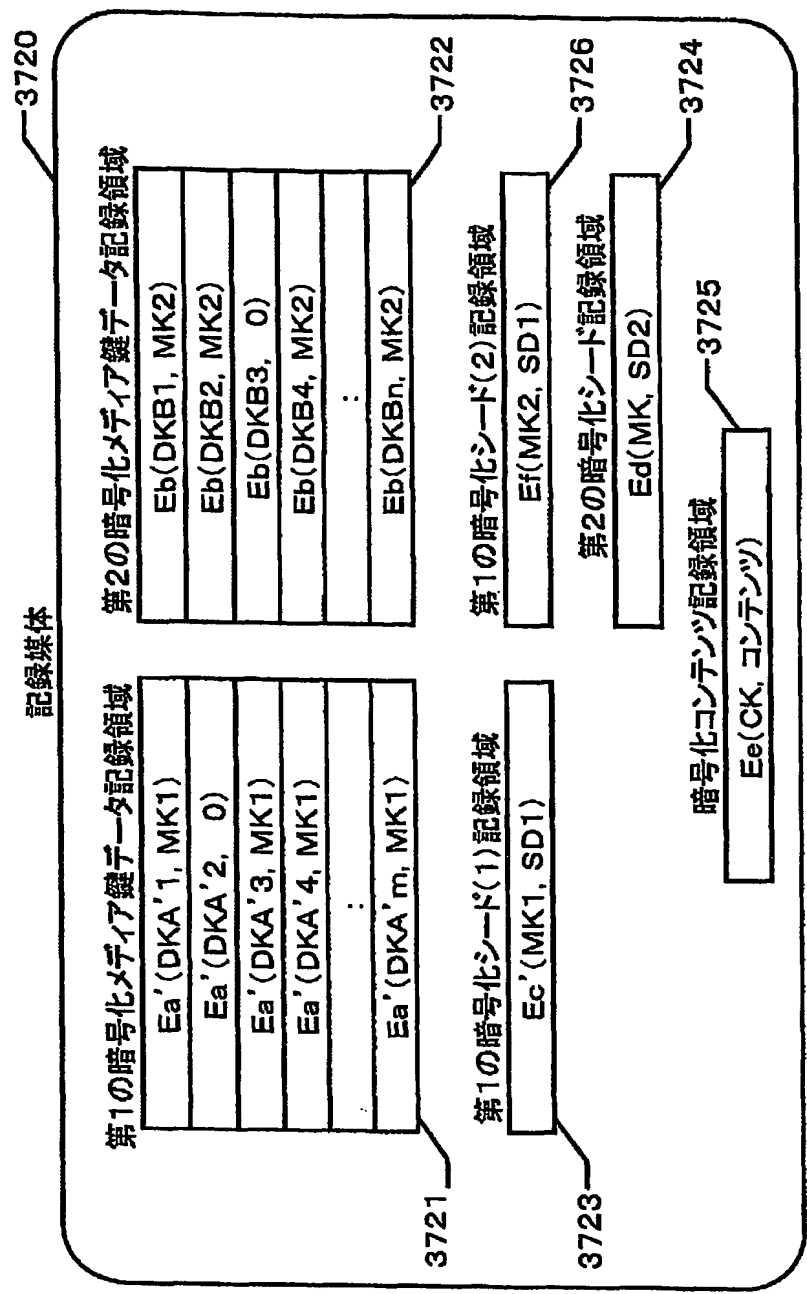 記録媒体
3720
第1の暗号化メディア鍵データ記録領域
Ea'(DKA'1, MK1)
Ea'(DKA'2, 0)
Ea'(DKA'3, MK1)
Ea'(DKA'4, MK1)
:
Ea'(DKA'm, MK1)
3721
第2の暗号化メディア鍵データ記録領域
Eb(DKB1, MK2)
Eb(DKB2, MK2)
Eb(DKB3, 0)
Eb(DKB4, MK2)
:
Eb(DKBn, MK2)
3722
第1の暗号化シード(1)記録領域
Ec'(MK1, SD1)
3723
第1の暗号化シード(2)記録領域
Ef(MK2, SD1)
3726
第2の暗号化シード記録領域
Ed(MK, SD2)
3724
暗号化コンテンツ記録領域
Ee(CK, コンテンツ)
3725